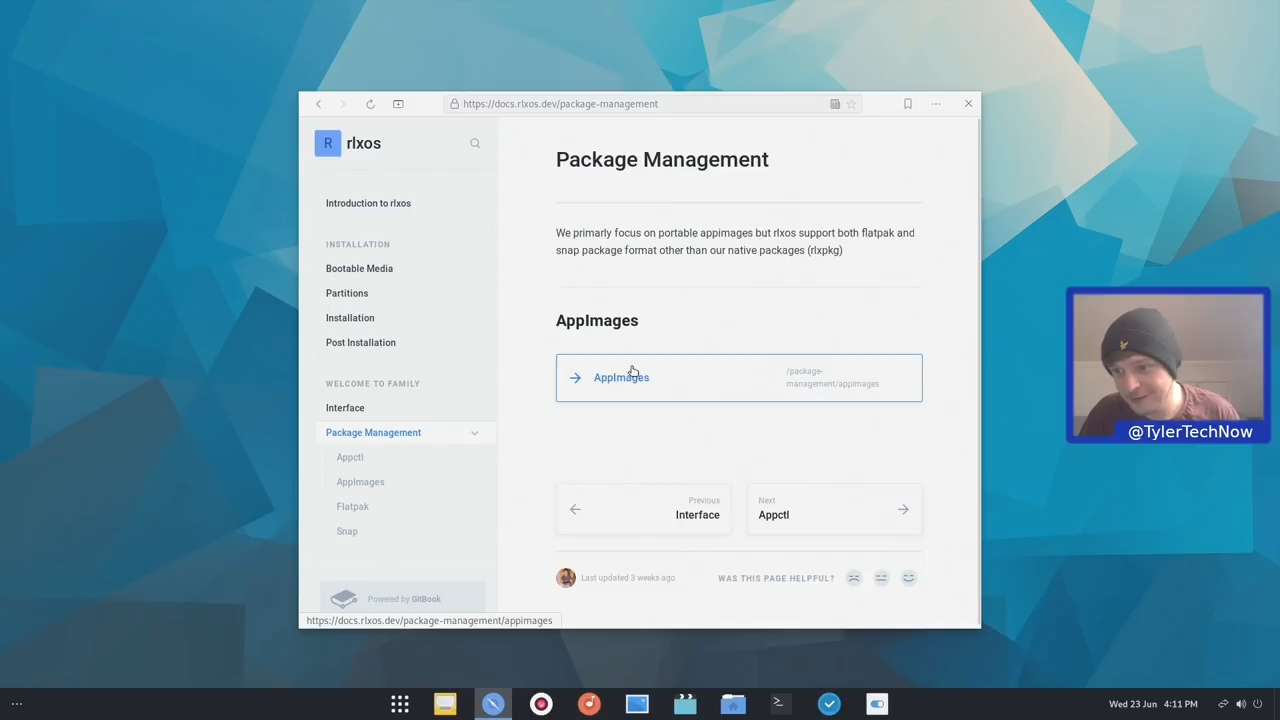 https://docs.rlxos.dev/package-management
R rlxos
Introduction to rlxos
INSTALLATION
Bootable Media
Partitions
Installation
Post Installation
WELCOME TO FAMILY
Interface
Package Management
Appctl
AppImages
Flatpak
Snap
Powered by GitBook
Package Management
We primarly focus on portable appimages but rlxos support both flatpak and
snap package format other than our native packages (rlxpkg)
AppImages
AppImages
/package-
management/appimages
Previous
Interface
Next
Appctl
Last updated 3 weeks ago
WAS THIS PAGE HELPFUL?
https://docs.rlxos.dev/package-management/appimages
@TylerTechNow
Wed 23 Jun 4:11 PM